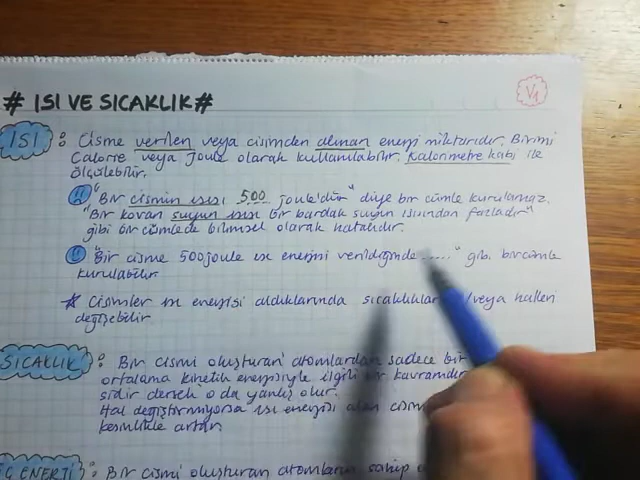 # ISI VE SICAKLIK#
V1
ISI : Cisme verilen veya cisimden alınan enerji miktarıdır. Birimi
Calorie veya Joule olarak kullanılabilir. Kalorimetre kabı ile
ölçülebilir.
"Bir cismin ısısı 500 joule'dür" diye bir cümle kurulamaz.
"Bir kovan suyun ısısı bir bardak suyun ısısından fazladır"
gibi bir cümlede bilimsel olarak hatalıdır.
"Bir cisme 500joule ısı enerjisi verildiğinde ....." gibi bir cümle
kurulabilir.
* Cisimler ısı enerjisi aldıklarında sıcaklıkları /veya halleri
değişebilir
SICAKLIK : Bir cismi oluşturan atomlardan sadece bir
ortalama kinetik enerjisiyle ilgili bir kavramdır
sidir dersek o da yanlış olur.
Hal değiştirmiyorsa ısı enerjisi alan
kesinlikle artar.
İÇ ENERJİ : Bir cismi oluşturan atomların sahip